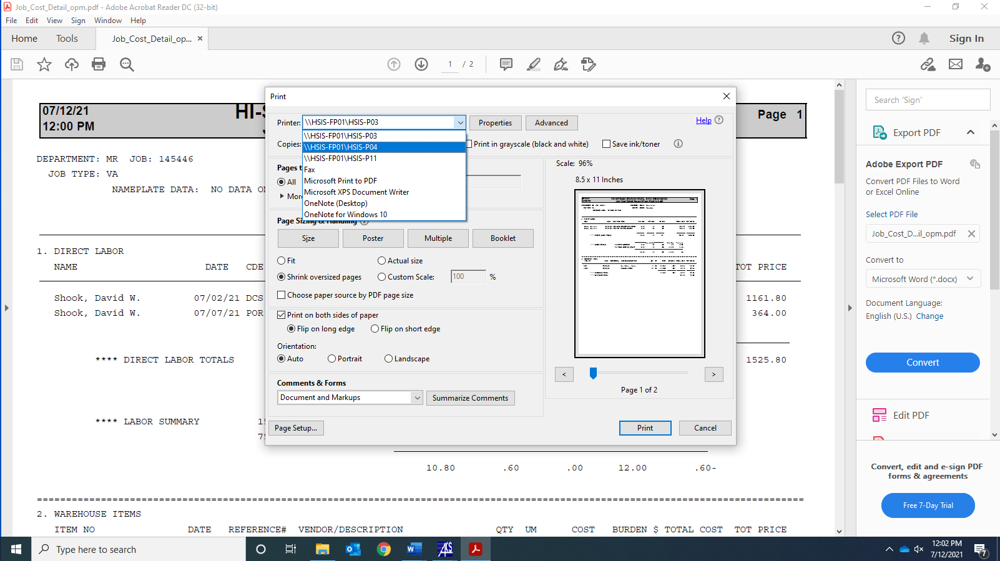 Job_Cost_Detail_opm.pdf - Adobe Acrobat Reader DC (32-bit)
File Edit View Sign Window Help
Home Tools Job_Cost_Detail_op... × Sign In
1 / 2
07/12/21 HI-S Page 1
12:00 PM
DEPARTMENT: MR JOB: 145446
JOB TYPE: VA
NAMEPLATE DATA: NO DATA ON
1. DIRECT LABOR
NAME DATE CDE TOT PRICE
Shook, David W. 07/02/21 DCS 1161.80
Shook, David W. 07/07/21 POR 364.00
**** DIRECT LABOR TOTALS 1525.80
**** LABOR SUMMARY
10.80 .60 .00 12.00 .60-
2. WAREHOUSE ITEMS
ITEM NO DATE REFERENCE# VENDOR/DESCRIPTION QTY UM COST BURDEN $ TOTAL COST TOT PRICE
Print
Printer: \\HSIS-FP01\HSIS-P03 Properties Advanced Help
\\HSIS-FP01\HSIS-P03
Copies: Print in grayscale (black and white) Save ink/toner
\\HSIS-FP01\HSIS-P04
\\HSIS-FP01\HSIS-P11
Fax
Microsoft Print to PDF
Microsoft XPS Document Writer
OneNote (Desktop)
OneNote for Windows 10
Pages t
All
More
Page Sizing & Handling
Size Poster Multiple Booklet
Fit Actual size
Shrink oversized pages Custom Scale: 100 %
Choose paper source by PDF page size
Print on both sides of paper
Flip on long edge Flip on short edge
Orientation:
Auto Portrait Landscape
Comments & Forms
Document and Markups Summarize Comments
Page Setup... Print Cancel
Scale: 96%
8.5 x 11 Inches
< >
Page 1 of 2
Search 'Sign'
Export PDF
Adobe Export PDF
Convert PDF Files to Word
or Excel Online
Select PDF File
Job_Cost_D...il_opm.pdf
Convert to
Microsoft Word (*.docx)
Document Language:
English (U.S.) Change
Convert
Edit PDF
Convert, edit and e-sign PDF
forms & agreements
Free 7-Day Trial
Type here to search
12:02 PM
7/12/2021
7